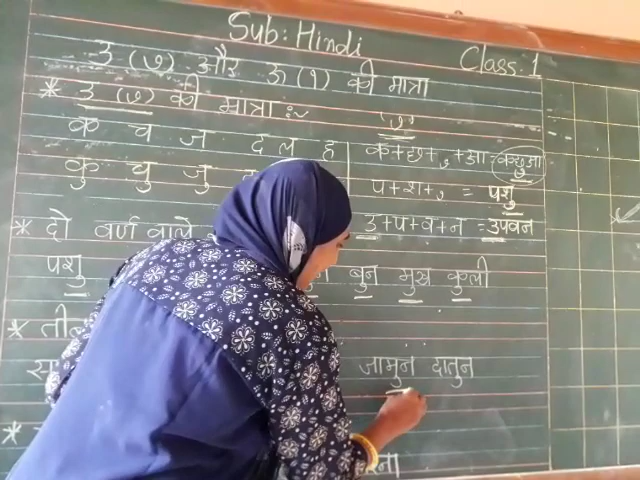 Sub: Hindi
Class: 1
उ ( ु) और ऊ ( ू) की मात्रा
* उ ( ु) की मात्रा :~
( ु)
क च ज द ल ह
क+छ+ ु +आ=कछुआ
कु चु जु
प+श+ ु = पशु
* दो वर्ण वाले
उ+प+व+न =उपवन
पशु बुन मुख कुली
*
जामुन दातुन
*